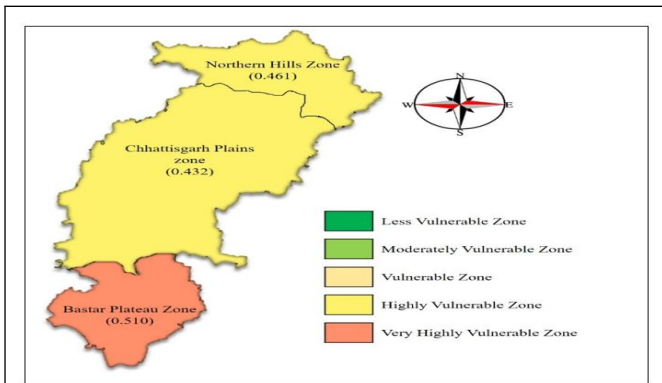 Northern Hills Zone
(0.461)
N
W
E
S
Chhattisgarh Plains
zone
(0.432)
Less Vulnerable Zone
Moderately Vulnerable Zone
Vulnerable Zone
Highly Vulnerable Zone
Bastar Plateau Zone
(0.510)
Very Highly Vulnerable Zone